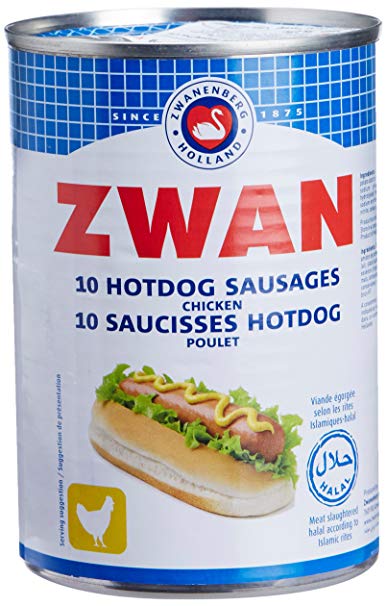 ZWANENBERG
SINCE 1875
HOLLAND
ZWAN
10 HOTDOG SAUSAGES
CHICKEN
10 SAUCISSES HOTDOG
POULET
Viande égorgée
selon les rites
Islamiques-halal
حلال
HALAL
Meat slaughtered
halal according to
Islamic rites
Serving suggestion / Suggestion de présentation